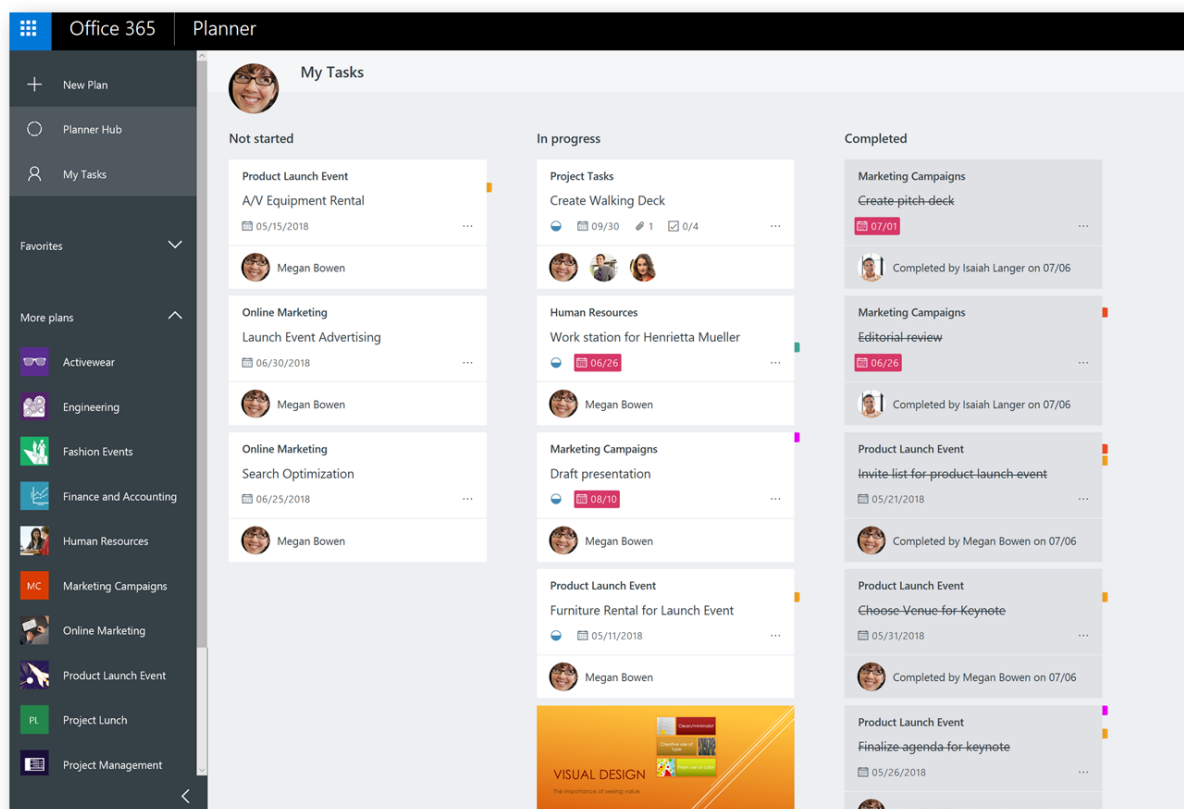 Office 365
Planner
New Plan
Planner Hub
My Tasks
Favorites
More plans
Activewear
Engineering
Fashion Events
Finance and Accounting
Human Resources
MC
Marketing Campaigns
Online Marketing
Product Launch Event
PL
Project Lunch
Project Management
My Tasks
Not started
Product Launch Event
A/V Equipment Rental
05/15/2018
Megan Bowen
Online Marketing
Launch Event Advertising
06/30/2018
Megan Bowen
Online Marketing
Search Optimization
06/25/2018
Megan Bowen
In progress
Project Tasks
Create Walking Deck
09/30 1 0/4
Human Resources
Work station for Henrietta Mueller
06/26
Megan Bowen
Marketing Campaigns
Draft presentation
08/10
Megan Bowen
Product Launch Event
Furniture Rental for Launch Event
05/11/2018
Megan Bowen
Clean/minimalist
Creative use of
type
VISUAL DESIGN
The importance of seeing value
Completed
Marketing Campaigns
Create pitch deck
07/01
Completed by Isaiah Langer on 07/06
Marketing Campaigns
Editorial review
06/26
Completed by Isaiah Langer on 07/06
Product Launch Event
Invite list for product launch event
05/21/2018
Completed by Megan Bowen on 07/06
Product Launch Event
Choose Venue for Keynote
05/31/2018
Completed by Megan Bowen on 07/06
Product Launch Event
Finalize agenda for keynote
05/26/2018